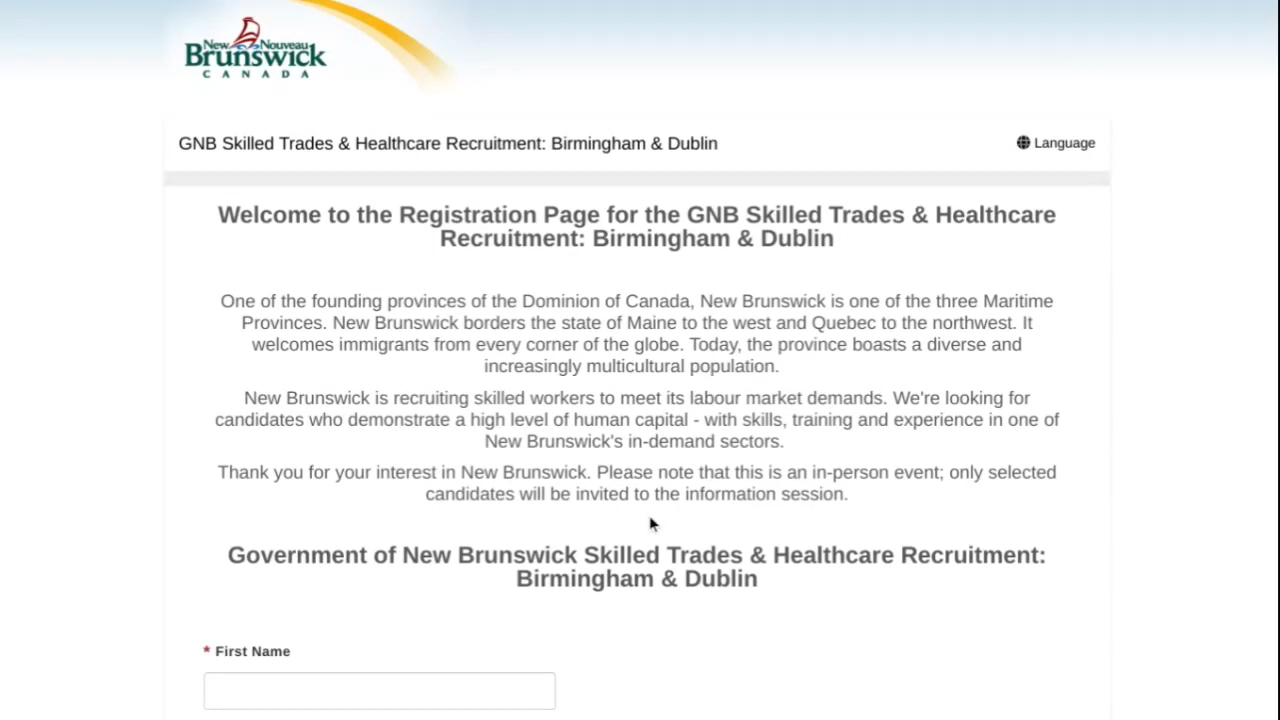 New Nouveau
Brunswick
CANADA
GNB Skilled Trades & Healthcare Recruitment: Birmingham & Dublin
Language
Welcome to the Registration Page for the GNB Skilled Trades & Healthcare
Recruitment: Birmingham & Dublin
One of the founding provinces of the Dominion of Canada, New Brunswick is one of the three Maritime
Provinces. New Brunswick borders the state of Maine to the west and Quebec to the northwest. It
welcomes immigrants from every corner of the globe. Today, the province boasts a diverse and
increasingly multicultural population.
New Brunswick is recruiting skilled workers to meet its labour market demands. We're looking for
candidates who demonstrate a high level of human capital - with skills, training and experience in one of
New Brunswick's in-demand sectors.
Thank you for your interest in New Brunswick. Please note that this is an in-person event; only selected
candidates will be invited to the information session.
Government of New Brunswick Skilled Trades & Healthcare Recruitment:
Birmingham & Dublin
* First Name